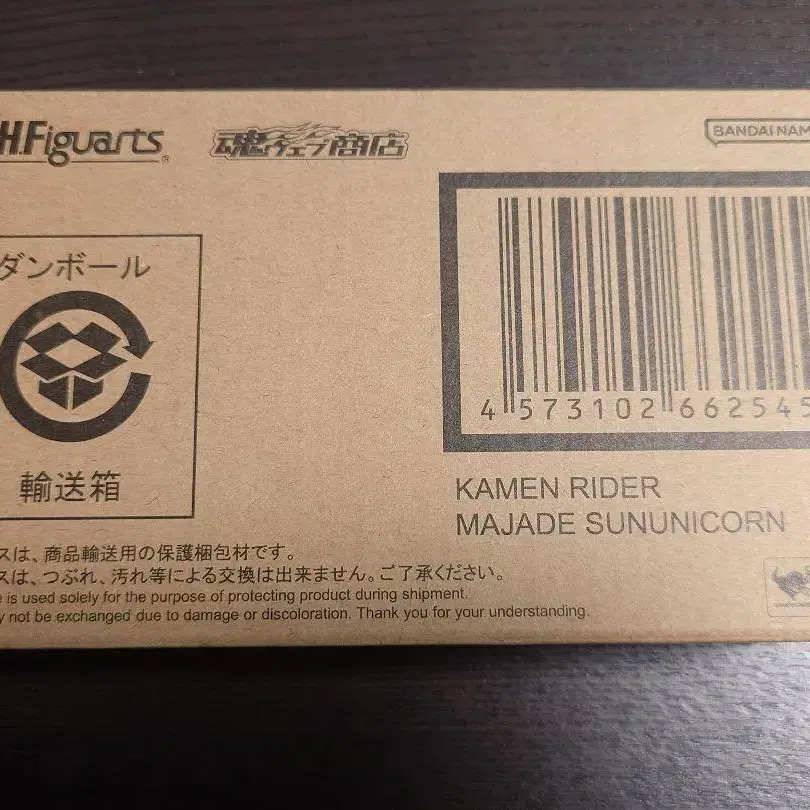 H.Figuarts
魂ウェブ商店
BANDAI NAM
ダンボール
輸送箱
4 573102 662545
KAMEN RIDER
MAJADE SUNUNICORN
スは、商品輸送用の保護梱包材です。
スは、つぶれ、汚れ等による交換は出来ません。ご了承ください。
e is used solely for the purpose of protecting product during shipment.
y not be exchanged due to damage or discoloration. Thank you for your understanding.